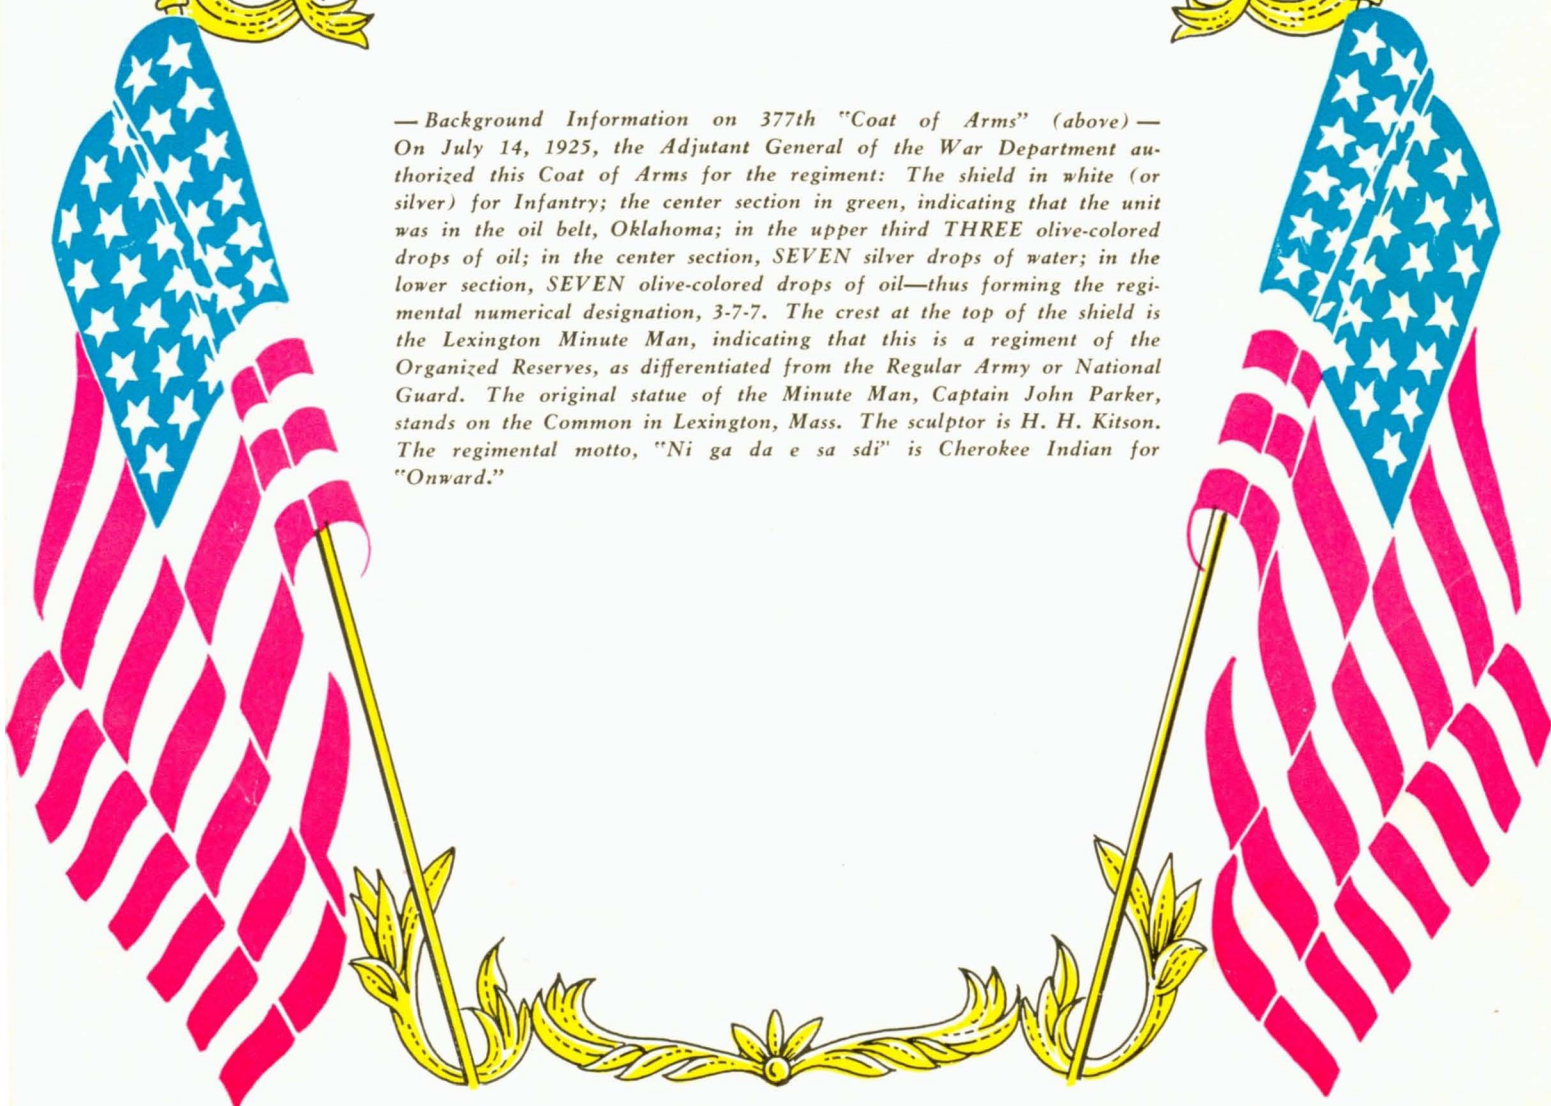 — Background Information on 377th "Coat of Arms" (above) —
On July 14, 1925, the Adjutant General of the War Department au-
thorized this Coat of Arms for the regiment: The shield in white (or
silver) for Infantry; the center section in green, indicating that the unit
was in the oil belt, Oklahoma; in the upper third THREE olive-colored
drops of oil; in the center section, SEVEN silver drops of water; in the
lower section, SEVEN olive-colored drops of oil—thus forming the regi-
mental numerical designation, 3-7-7. The crest at the top of the shield is
the Lexington Minute Man, indicating that this is a regiment of the
Organized Reserves, as differentiated from the Regular Army or National
Guard. The original statue of the Minute Man, Captain John Parker,
stands on the Common in Lexington, Mass. The sculptor is H. H. Kitson.
The regimental motto, "Ni ga da e sa sdi" is Cherokee Indian for
"Onward."